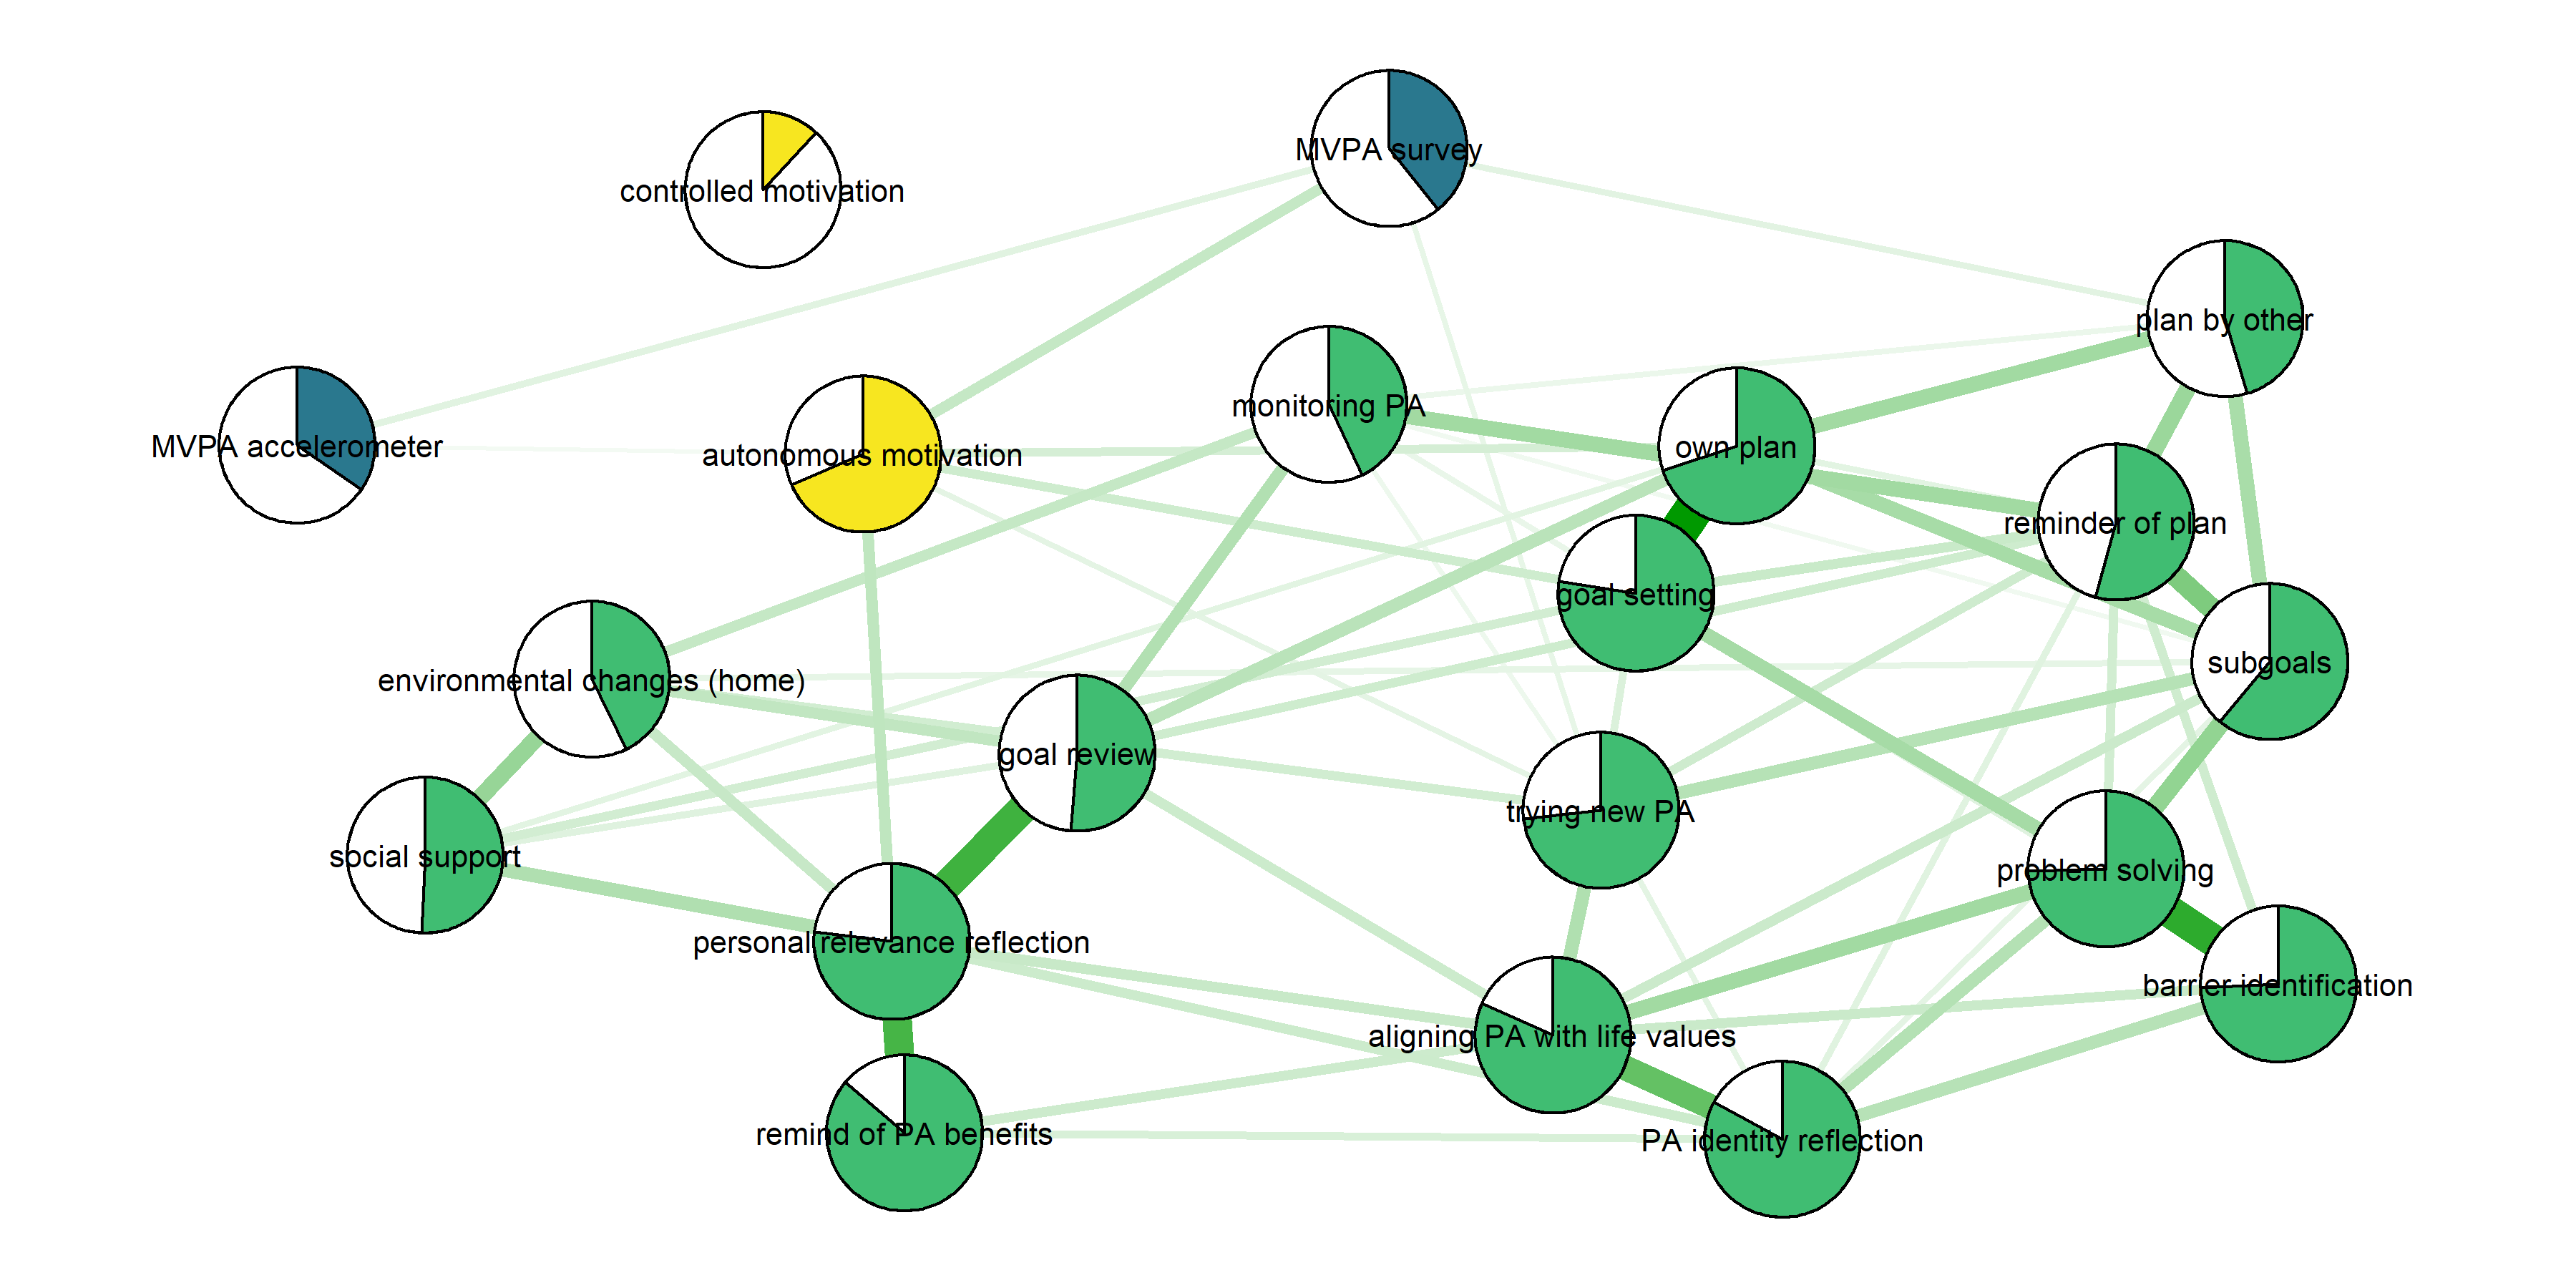 MVPA survey
controlled motivation
plan by other
monitoring PA
MVPA accelerometer
autonomous motivation
own plan
reminder of plan
goal setting
subgoals
environmental changes (home)
goal review
trying new PA
social support
problem solving
personal relevance reflection
barrier identification
aligning PA with life values
remind of PA benefits
PA identity reflection